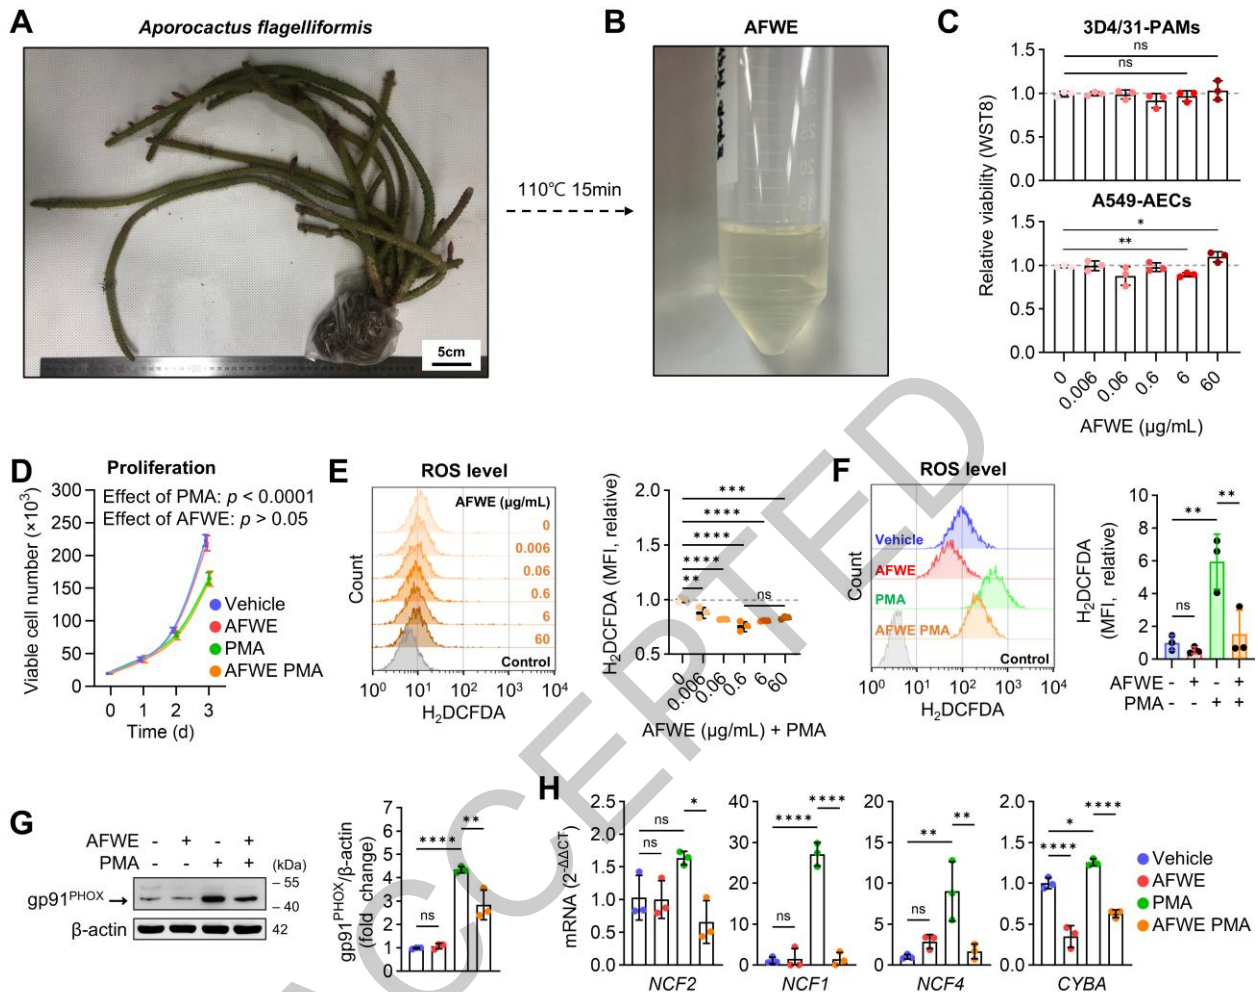 A
Aporocactus flagelliformis
5cm
110℃ 15min
B
AFWE
C
3D4/31-PAMs
ns
ns
1.5
1.0
0.5
0.0
A549-AECs
*
**
1.5
1.0
0.5
0.0
Relative viability (WST8)
0
0.006
0.06
0.6
6
60
AFWE (µg/mL)
D
Proliferation
Effect of PMA: p < 0.0001
Effect of AFWE: p > 0.05
300
250
200
150
100
50
0
Viable cell number (×10³)
0 1 2 3
Time (d)
Vehicle
AFWE
PMA
AFWE PMA
E
ROS level
AFWE (µg/mL)
0
0.006
0.06
0.6
6
60
Control
Count
10⁰ 10¹ 10² 10³ 10⁴
H₂DCFDA
H₂DCFDA (MFI, relative)
2.0
1.5
1.0
0.5
***
****
****
****
**
ns
0
0.006
0.06
0.6
6
60
AFWE (µg/mL) + PMA
F
ROS level
Vehicle
AFWE
PMA
AFWE PMA
Control
Count
10⁰ 10¹ 10² 10³ 10⁴
H₂DCFDA
H₂DCFDA
(MFI, relative)
10
8
6
4
2
0
**
**
ns
AFWE - + - +
PMA - - + +
G
AFWE - + - +
PMA - - + + (kDa)
gp91ᴾᴴᴼˣ → – 55
– 40
β-actin 42
gp91ᴾᴴᴼˣ/β-actin
(fold change)
7
6
5
4
3
2
1
0
**
****
ns
H
mRNA (2⁻ΔΔCT)
2.5
2.0
1.5
1.0
0.5
0.0
*
ns
ns
NCF2
40
30
20
10
0
****
****
ns
NCF1
20
15
10
5
0
**
**
ns
NCF4
2.0
1.5
1.0
0.5
0.0
****
*
****
CYBA
Vehicle
AFWE
PMA
AFWE PMA
ACCEPTED